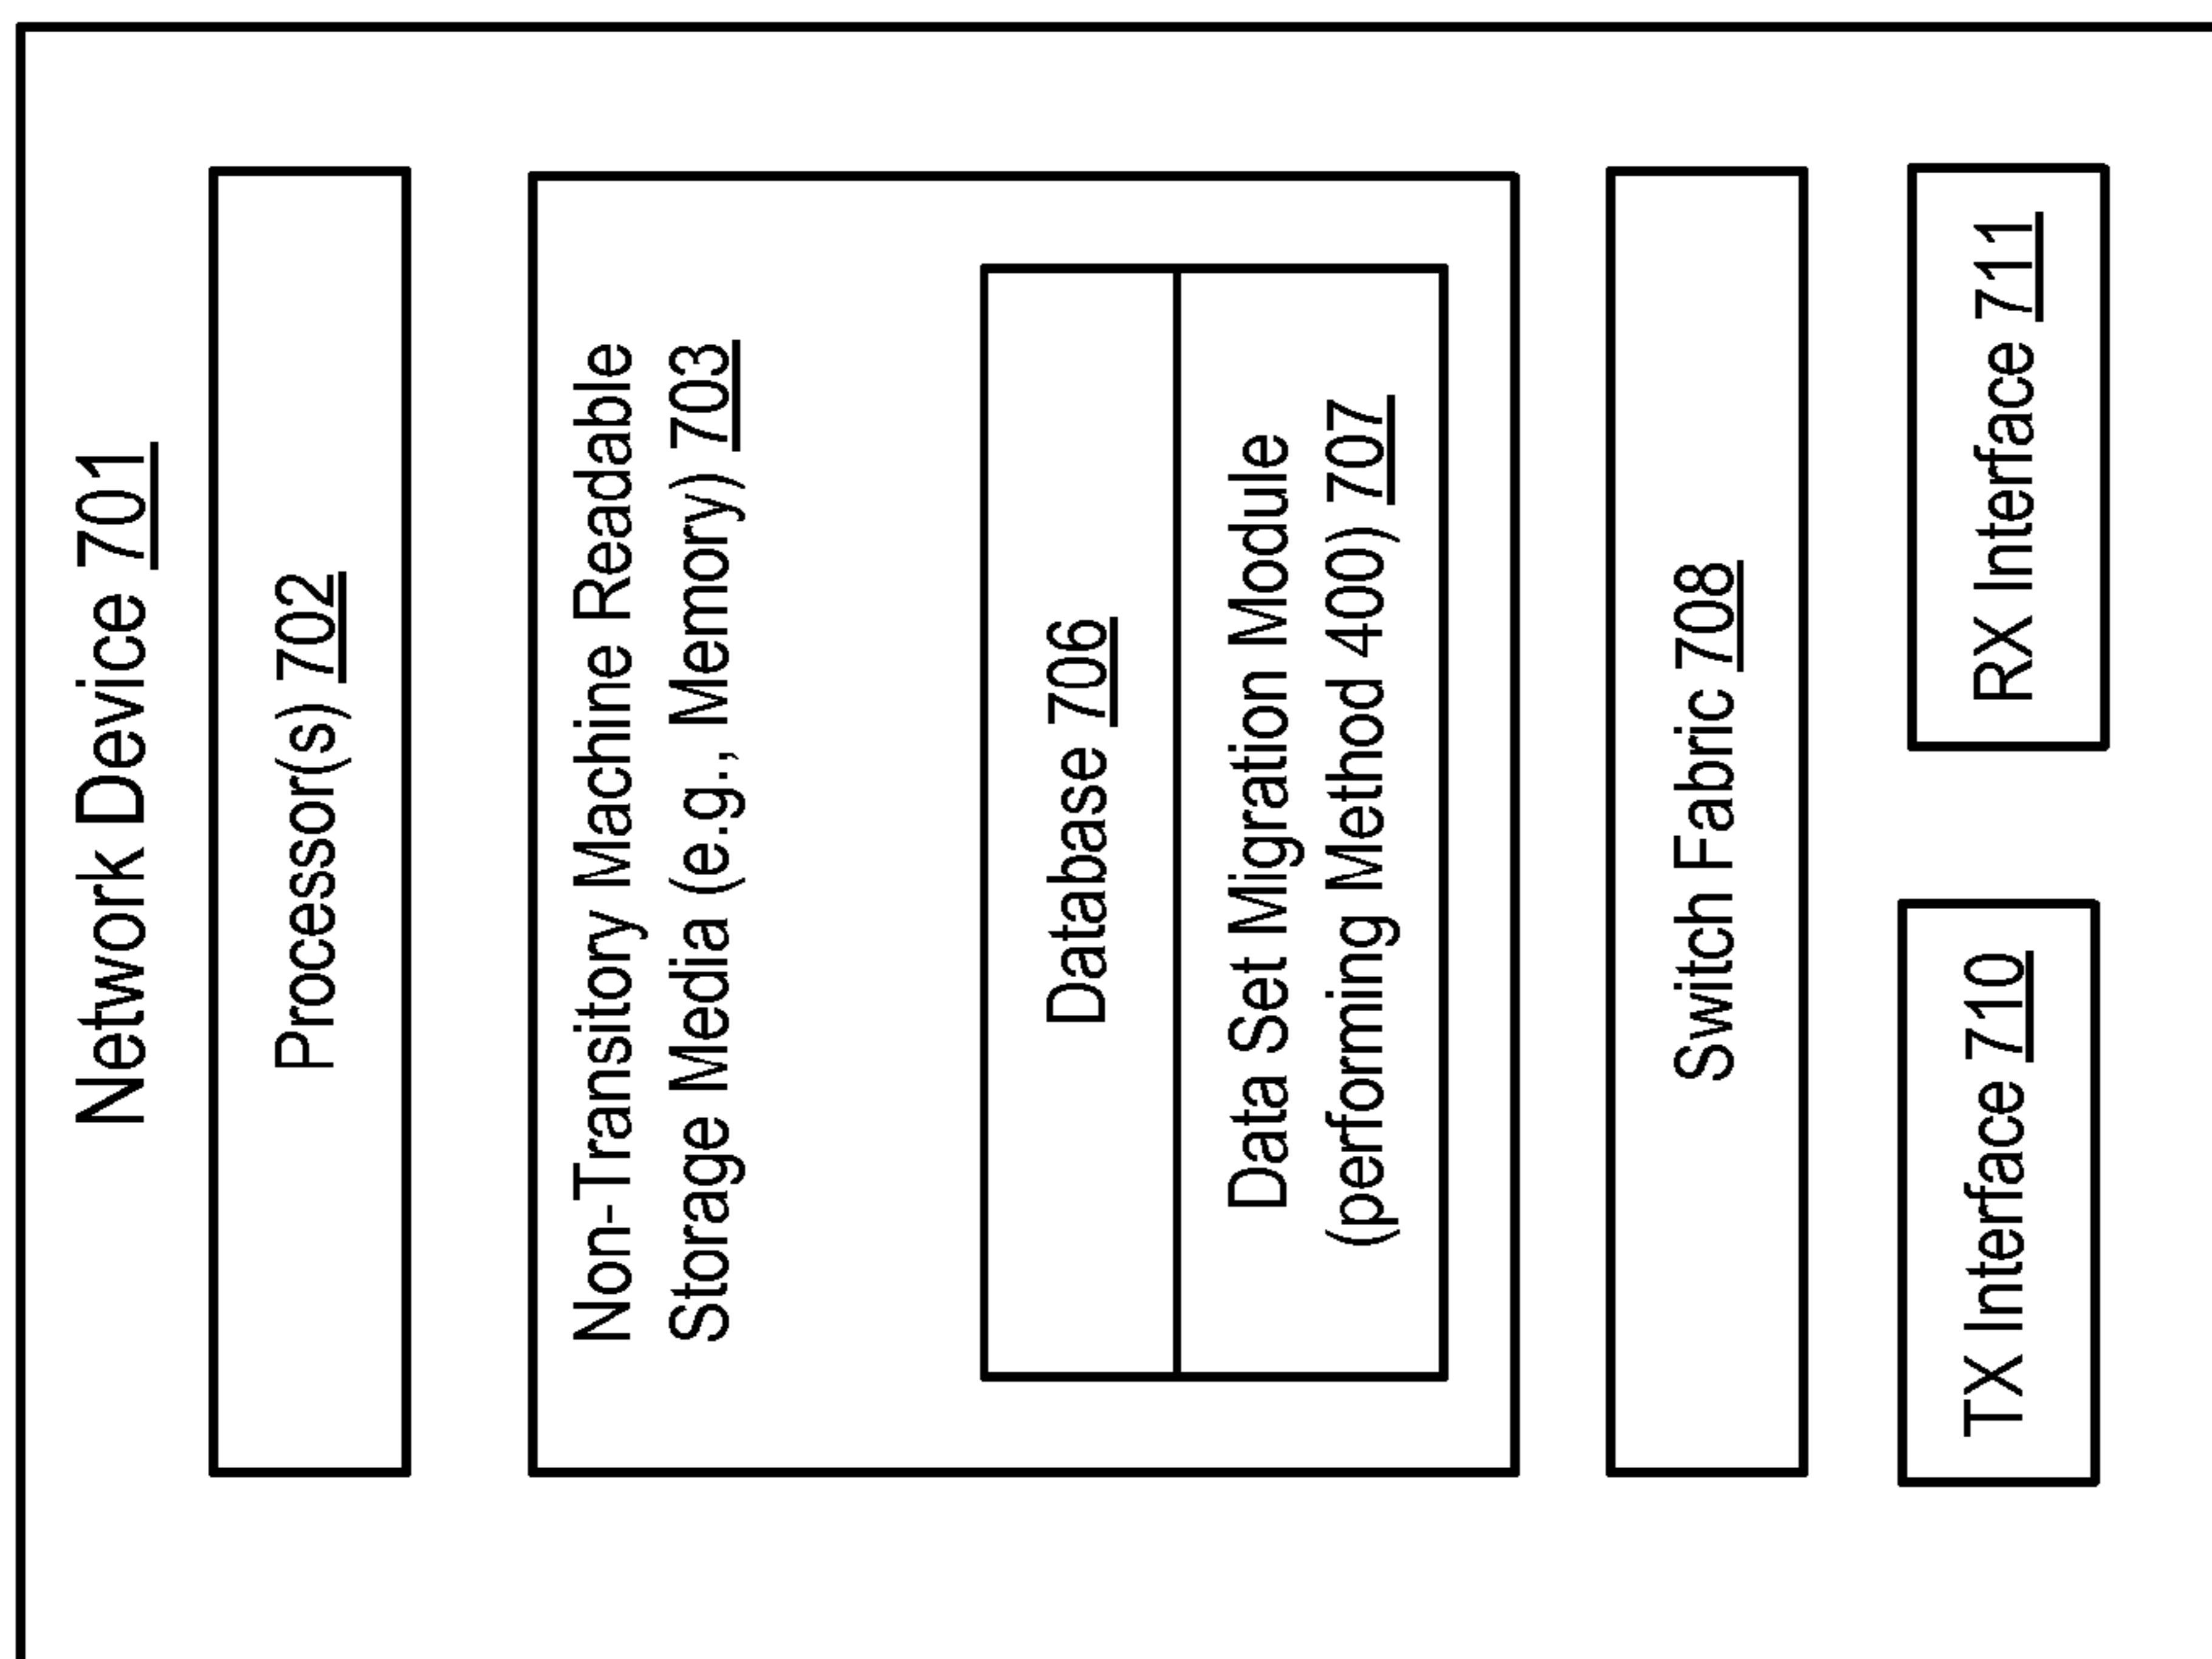 Network Device 701
Processor(s) 702
Non-Transitory Machine Readable
Storage Media (e.g., Memory) 703
Database 706
Data Set Migration Module
(performing Method 400) 707
Switch Fabric 708
TX Interface 710
RX Interface 711